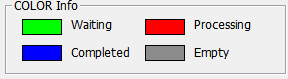 COLOR Info
Waiting Processing
Completed Empty